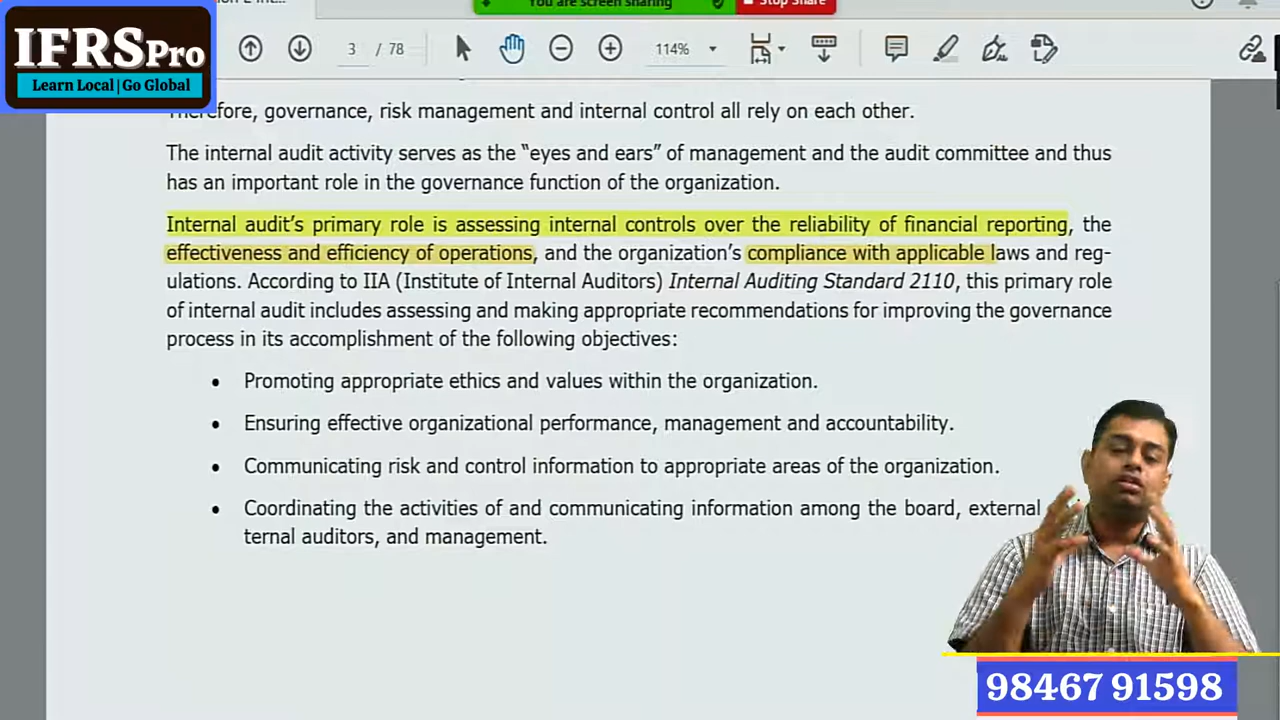 You are screen sharing
Stop Share
IFRSPro
Learn Local|Go Global
3 / 78
114%
Therefore, governance, risk management and internal control all rely on each other.
The internal audit activity serves as the “eyes and ears” of management and the audit committee and thus
has an important role in the governance function of the organization.
Internal audit’s primary role is assessing internal controls over the reliability of financial reporting, the
effectiveness and efficiency of operations, and the organization’s compliance with applicable laws and reg-
ulations. According to IIA (Institute of Internal Auditors) Internal Auditing Standard 2110, this primary role
of internal audit includes assessing and making appropriate recommendations for improving the governance
process in its accomplishment of the following objectives:
• Promoting appropriate ethics and values within the organization.
• Ensuring effective organizational performance, management and accountability.
• Communicating risk and control information to appropriate areas of the organization.
• Coordinating the activities of and communicating information among the board, external
ternal auditors, and management.
98467 91598